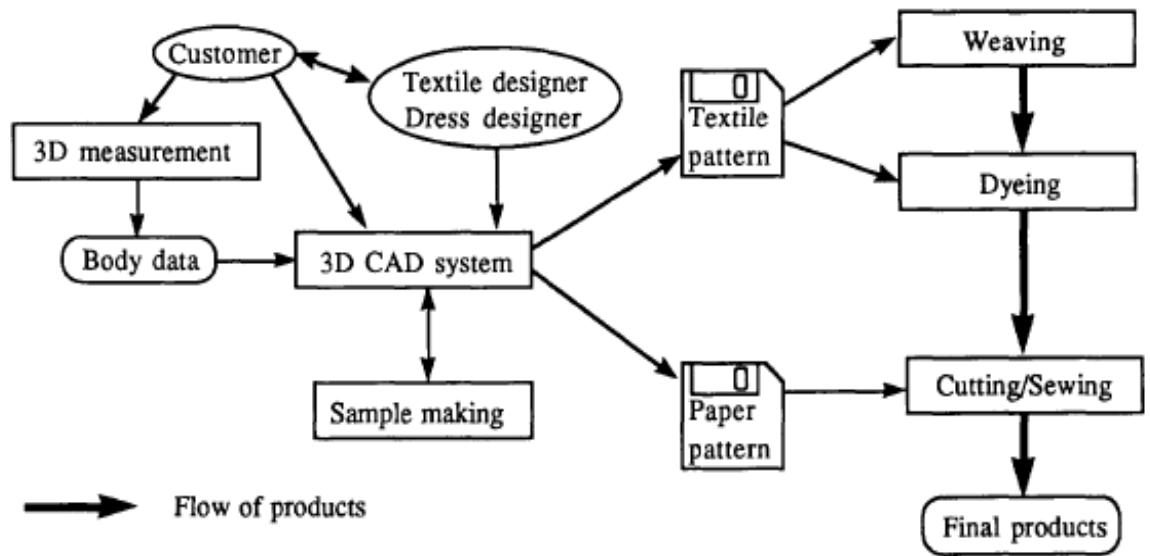 Customer
Textile designer
Dress designer
3D measurement
Body data
3D CAD system
Sample making
Textile
pattern
Paper
pattern
Weaving
Dyeing
Cutting/Sewing
Final products
Flow of products